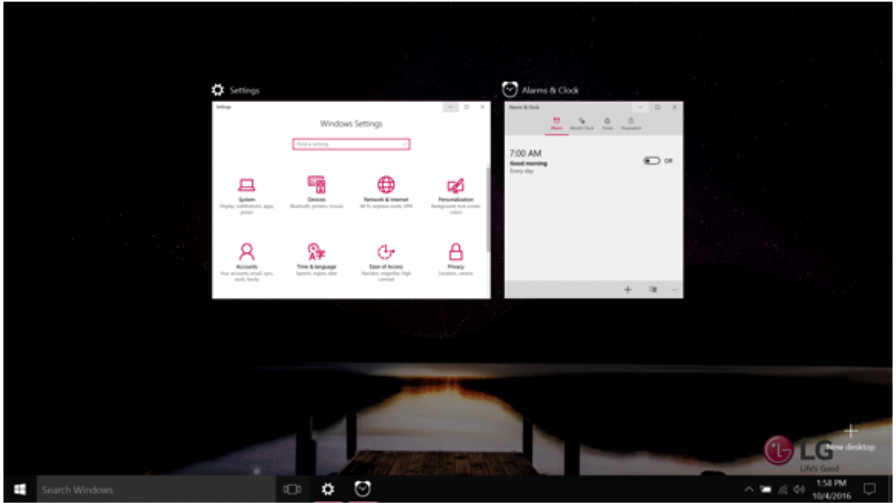 Settings
Alarms & Clock
Settings
Windows Settings
Find a setting
System
Display, notifications, apps,
power
Devices
Bluetooth, printers, mouse
Network & Internet
Wi-Fi, airplane mode, VPN
Personalization
Background, lock screen,
colors
Accounts
Your accounts, email, sync,
work, family
Time & language
Speech, region, date
Ease of Access
Narrator, magnifier, high
contrast
Privacy
Location, camera
Alarms & Clock
Alarm
World Clock
Timer
Stopwatch
7:00 AM
Good morning
Every day
Off
LG
Life's Good
New desktop
Search Windows
1:58 PM
10/4/2016